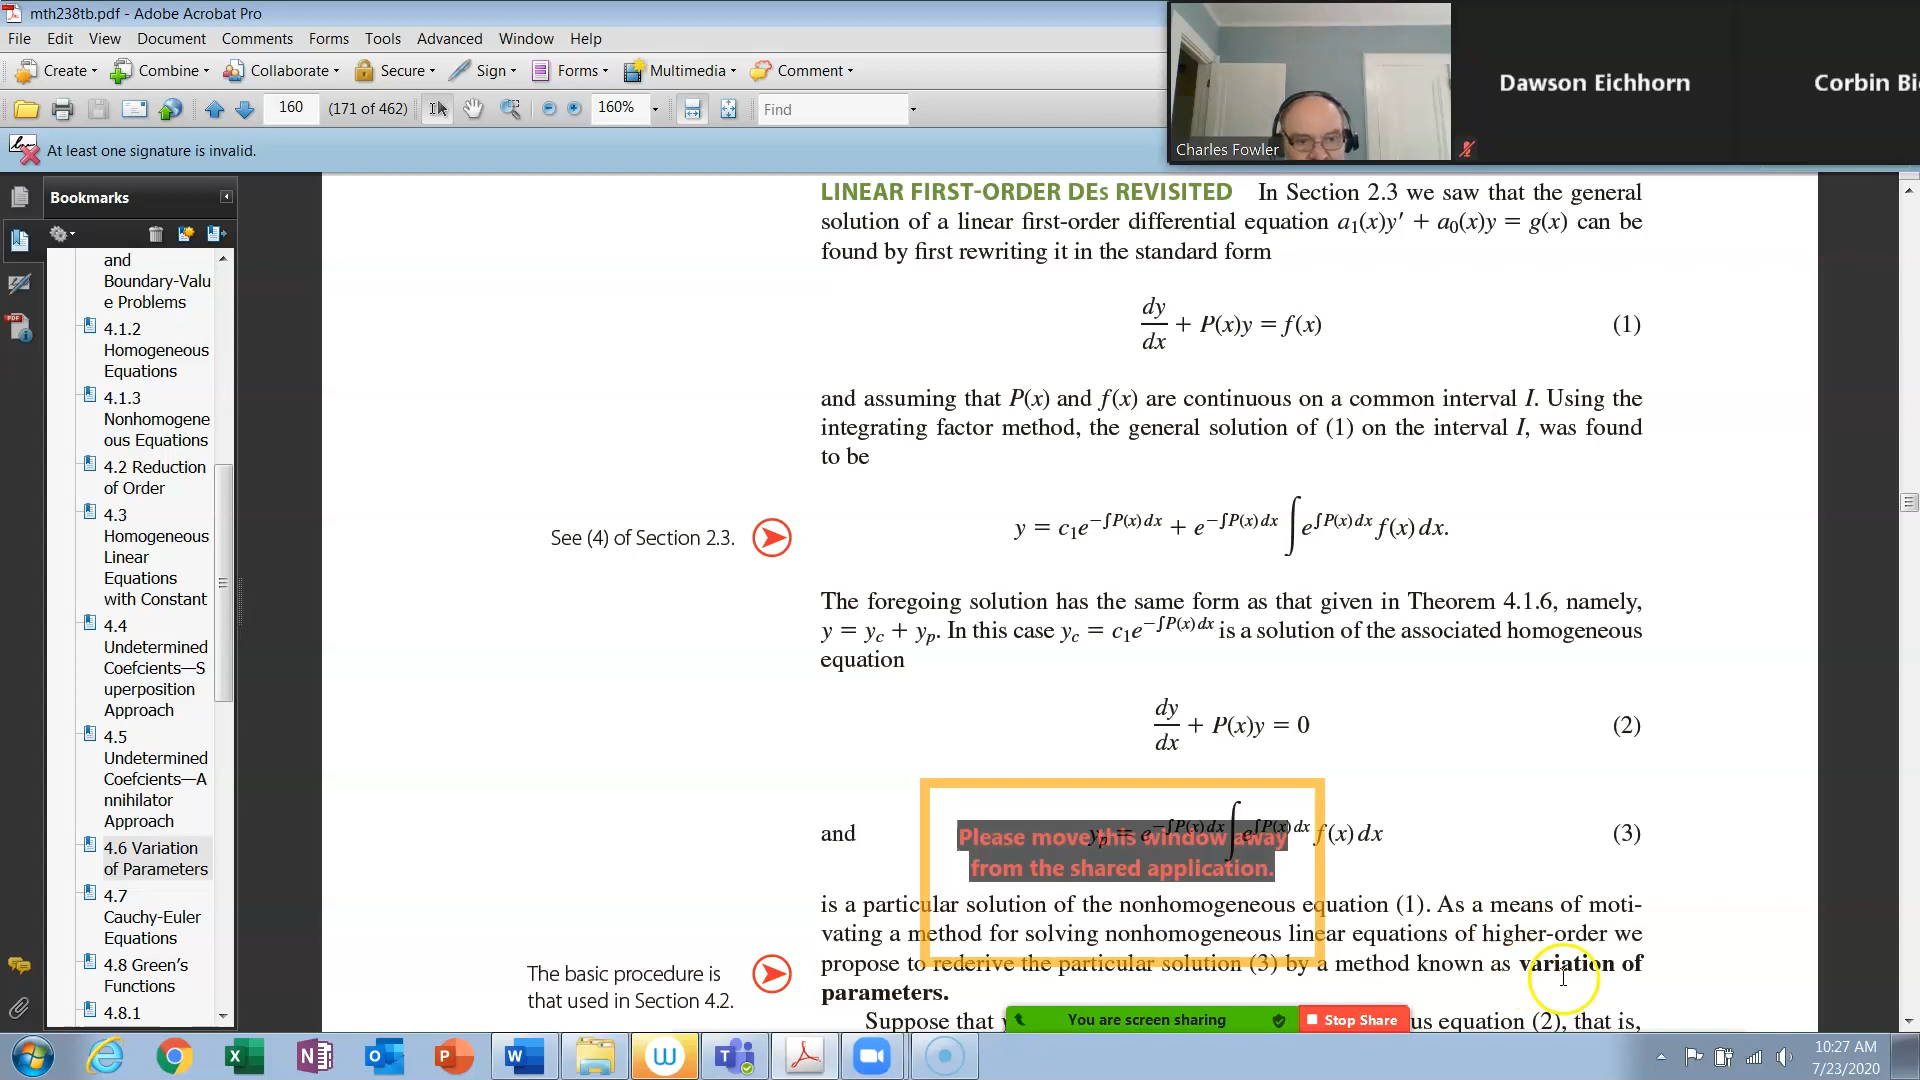 mth238tb.pdf - Adobe Acrobat Pro
File Edit View Document Comments Forms Tools Advanced Window Help
Create Combine Collaborate Secure Sign Forms Multimedia Comment
160 (171 of 462) 160% Find
At least one signature is invalid.
Charles Fowler
Dawson Eichhorn
Corbin Bi
Bookmarks
and
Boundary-Valu
e Problems
4.1.2
Homogeneous
Equations
4.1.3
Nonhomogene
ous Equations
4.2 Reduction
of Order
4.3
Homogeneous
Linear
Equations
with Constant
4.4
Undetermined
Coefcients—S
uperposition
Approach
4.5
Undetermined
Coefcients—A
nnihilator
Approach
4.6 Variation
of Parameters
4.7
Cauchy-Euler
Equations
4.8 Green's
Functions
4.8.1
LINEAR FIRST-ORDER DEs REVISITED In Section 2.3 we saw that the general
solution of a linear first-order differential equation a₁(x)y′ + a₀(x)y = g(x) can be
found by first rewriting it in the standard form
dy/dx + P(x)y = f(x) (1)
and assuming that P(x) and f(x) are continuous on a common interval I. Using the
integrating factor method, the general solution of (1) on the interval I, was found
to be
See (4) of Section 2.3.
y = c₁e^{−∫P(x)dx} + e^{−∫P(x)dx} ∫ e^{∫P(x)dx} f(x) dx.
The foregoing solution has the same form as that given in Theorem 4.1.6, namely,
y = y_c + y_p. In this case y_c = c₁e^{−∫P(x)dx} is a solution of the associated homogeneous
equation
dy/dx + P(x)y = 0 (2)
and y_p = e^{−∫P(x)dx} ∫ e^{∫P(x)dx} f(x) dx (3)
Please move this window away
from the shared application.
is a particular solution of the nonhomogeneous equation (1). As a means of moti-
vating a method for solving nonhomogeneous linear equations of higher-order we
propose to rederive the particular solution (3) by a method known as variation of
parameters.
The basic procedure is
that used in Section 4.2.
Suppose that y
us equation (2), that is,
You are screen sharing Stop Share
10:27 AM
7/23/2020